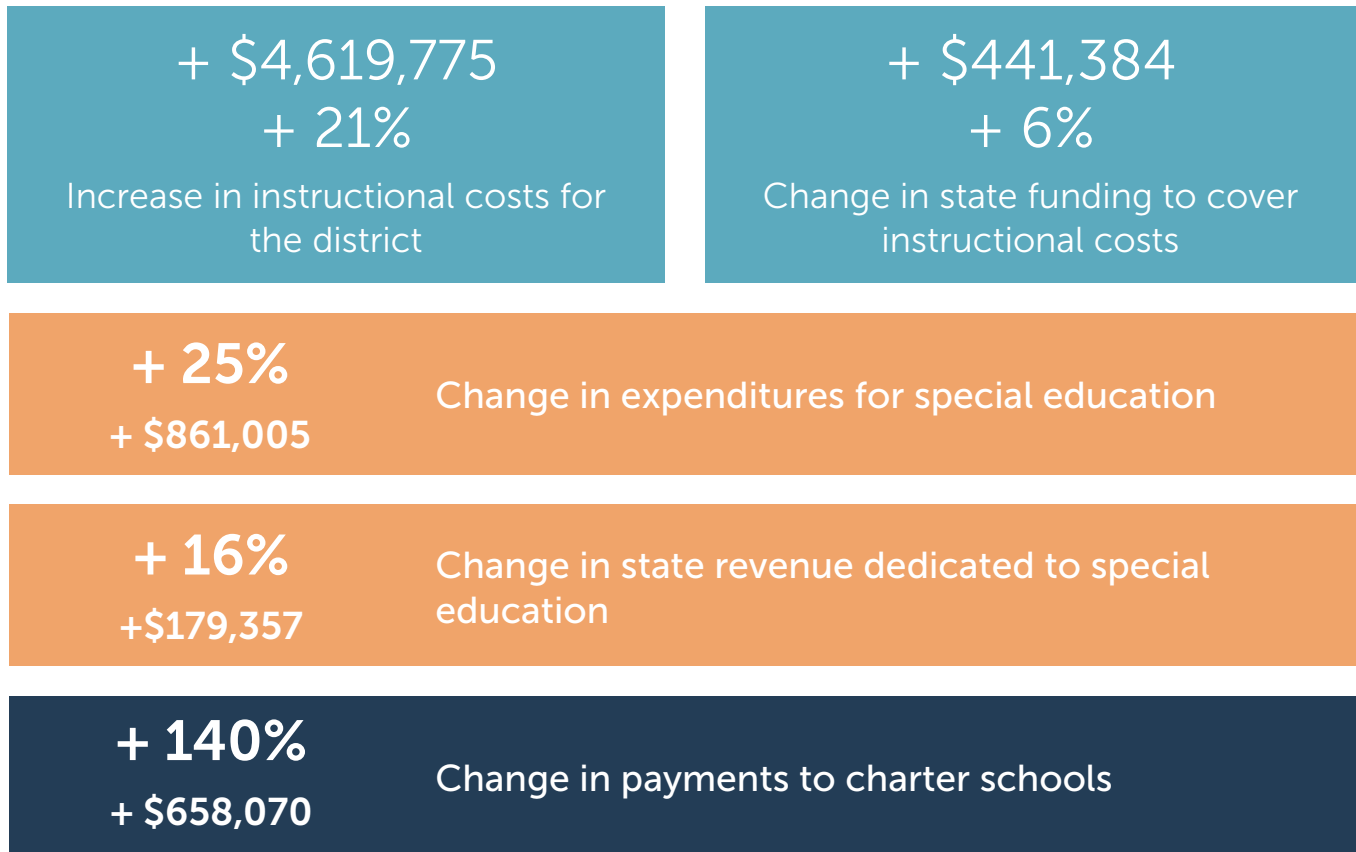 + $4,619,775
+ 21%
Increase in instructional costs for
the district
+ $441,384
+ 6%
Change in state funding to cover
instructional costs
+ 25%
+ $861,005
Change in expenditures for special education
+ 16%
+$179,357
Change in state revenue dedicated to special
education
+ 140%
+ $658,070
Change in payments to charter schools